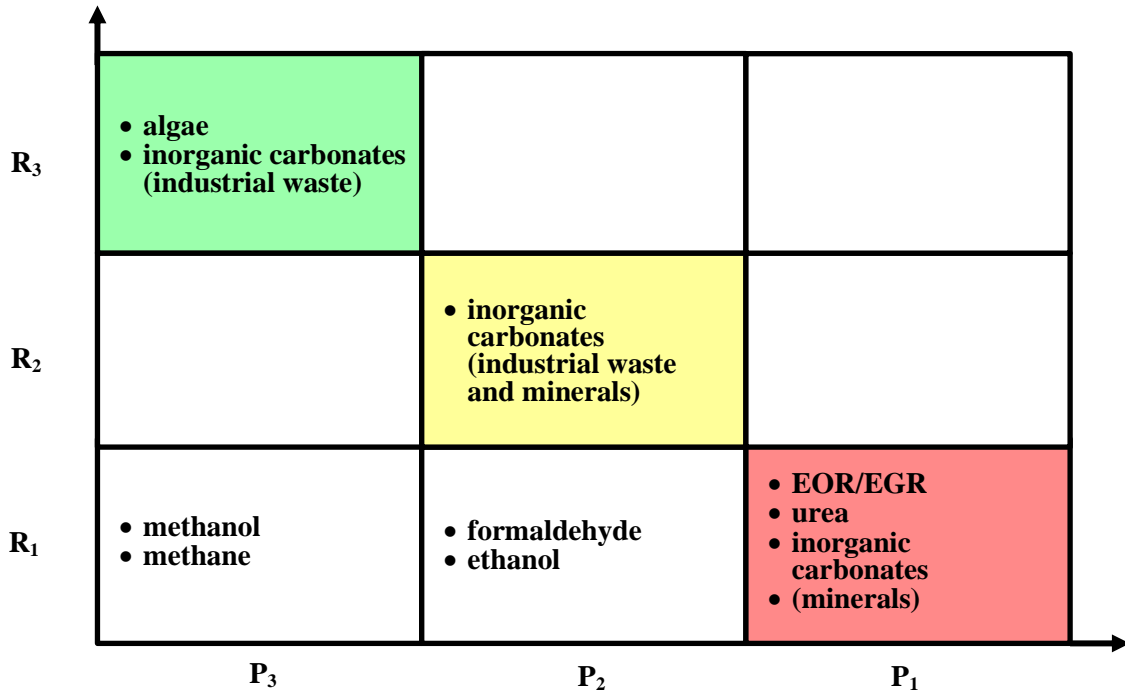 R₃
• algae
• inorganic carbonates
(industrial waste)
R₂
• inorganic
carbonates
(industrial waste
and minerals)
R₁
• methanol
• methane
• formaldehyde
• ethanol
• EOR/EGR
• urea
• inorganic
carbonates
• (minerals)
P₃
P₂
P₁